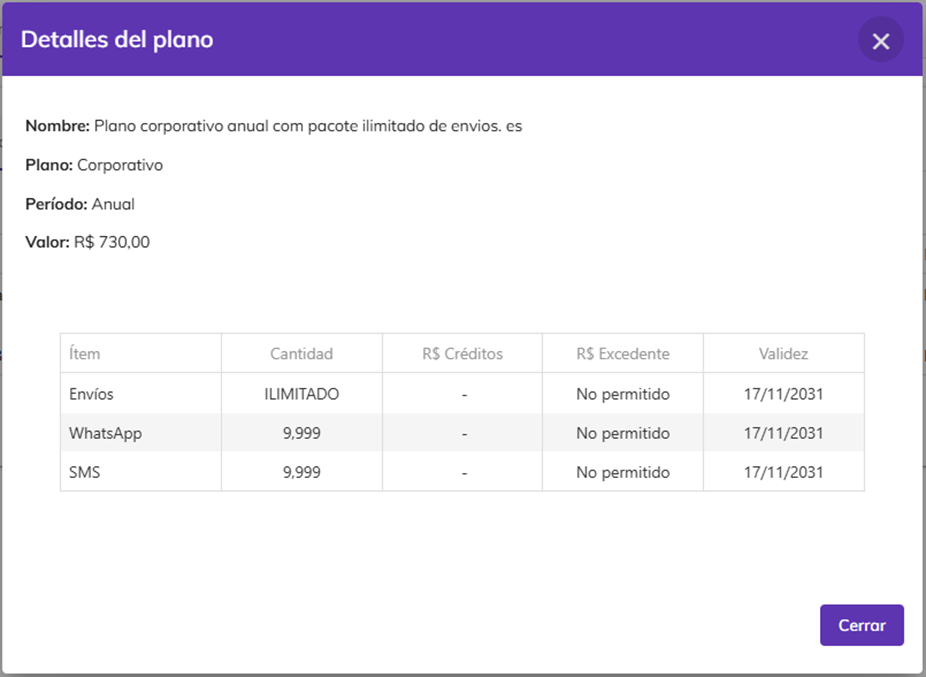 Detalles del plano
Nombre: Plano corporativo anual com pacote ilimitado de envios. es
Plano: Corporativo
Período: Anual
Valor: R$ 730,00
Ítem Cantidad R$ Créditos R$ Excedente Validez
Envíos ILIMITADO - No permitido 17/11/2031
WhatsApp 9,999 - No permitido 17/11/2031
SMS 9,999 - No permitido 17/11/2031
Cerrar